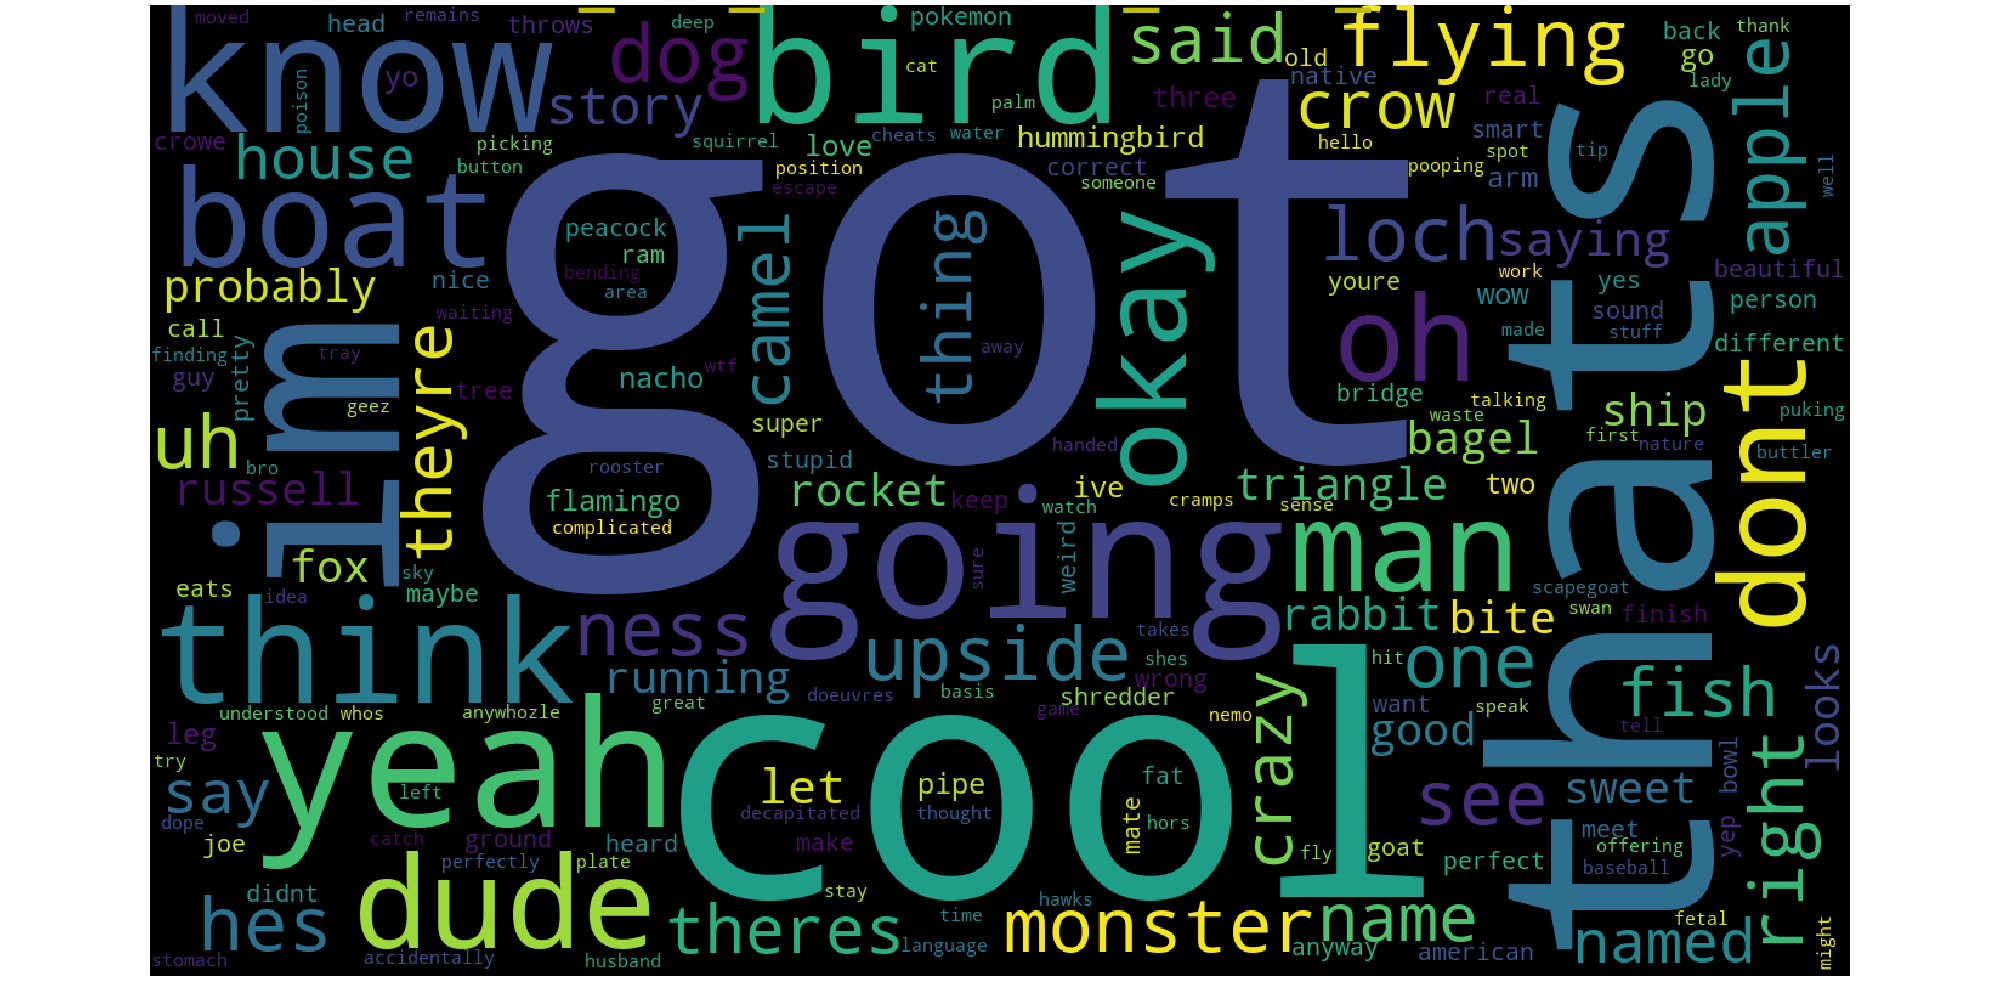 moved
remains
deep
pokemon
thank
know
head
throws
dog
bird
said
flying
back
go
lady
apple
old
native
cat
yo
poison
story
palm
three
crow
real
crowe
picking
squirrel
love
cheats
water
hummingbird
hello
smart
spot
tip
house
button
position
correct
someone
pooping
arm
well
escape
boat
got
thats
peacock
ram
bending
area
camel
thing
okay
loch
saying
probably
nice
youre
work
yes
beautiful
wow
person
waiting
oh
made
sound
stuff
call
im
theyre
finding
tray
pretty
away
different
guy
wtf
nacho
tree
bridge
talking
dont
geez
super
waste
ship
puking
uh
handed
bagel
first
nature
buttler
bro
rooster
stupid
russell
flamingo
rocket
keep
ive
cramps
triangle
two
complicated
watch
sense
going
man
fox
sky
sure
weird
eats
idea
maybe
scapegoat
think
ness
rabbit
bite
swan
finish
upside
takes
running
shes
hit
one
wrong
looks
doeuvres
basis
shredder
fish
understood
whos
anywhozle
great
game
nemo
crazy
want
speak
leg
yeah
cool
good
tell
try
let
pipe
fat
see
sweet
bowl
right
say
left
decapitated
thought
mate
hors
dope
meet
yep
joe
catch
ground
heard
make
fly
goat
offering
perfectly
plate
perfect
baseball
didnt
dude
stay
hawks
hes
theres
time
monster
name
fetal
named
might
stomach
accidentally
husband
language
anyway
american